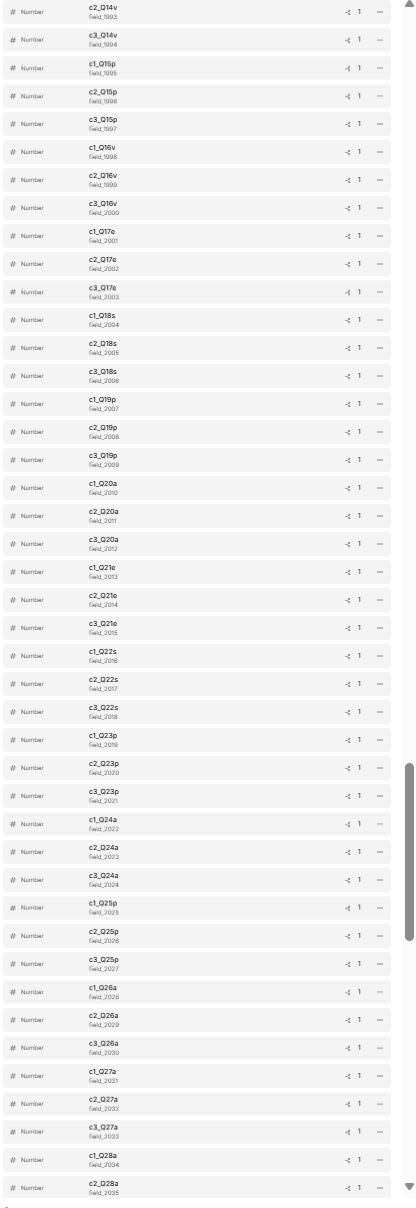 c2_Q14v
# Number 1
field_1993
c3_Q14v
# Number 1
field_1994
c1_Q15p
# Number 1
field_1995
c2_Q15p
# Number 1
field_1996
c3_Q15p
# Number 1
field_1997
c1_Q16v
# Number 1
field_1998
c2_Q16v
# Number 1
field_1999
c3_Q16v
# Number 1
field_2000
c1_Q17e
# Number 1
field_2001
c2_Q17e
# Number 1
field_2002
c3_Q17e
# Number 1
field_2003
c1_Q18s
# Number 1
field_2004
c2_Q18s
# Number 1
field_2005
c3_Q18s
# Number 1
field_2006
c1_Q19p
# Number 1
field_2007
c2_Q19p
# Number 1
field_2008
c3_Q19p
# Number 1
field_2009
c1_Q20a
# Number 1
field_2010
c2_Q20a
# Number 1
field_2011
c3_Q20a
# Number 1
field_2012
c1_Q21e
# Number 1
field_2013
c2_Q21e
# Number 1
field_2014
c3_Q21e
# Number 1
field_2015
c1_Q22s
# Number 1
field_2016
c2_Q22s
# Number 1
field_2017
c3_Q22s
# Number 1
field_2018
c1_Q23p
# Number 1
field_2019
c2_Q23p
# Number 1
field_2020
c3_Q23p
# Number 1
field_2021
c1_Q24a
# Number 1
field_2022
c2_Q24a
# Number 1
field_2023
c3_Q24a
# Number 1
field_2024
c1_Q25p
# Number 1
field_2025
c2_Q25p
# Number 1
field_2026
c3_Q25p
# Number 1
field_2027
c1_Q26a
# Number 1
field_2028
c2_Q26a
# Number 1
field_2029
c3_Q26a
# Number 1
field_2030
c1_Q27a
# Number 1
field_2031
c2_Q27a
# Number 1
field_2032
c3_Q27a
# Number 1
field_2033
c1_Q28a
# Number 1
field_2034
c2_Q28a
# Number 1
field_2035